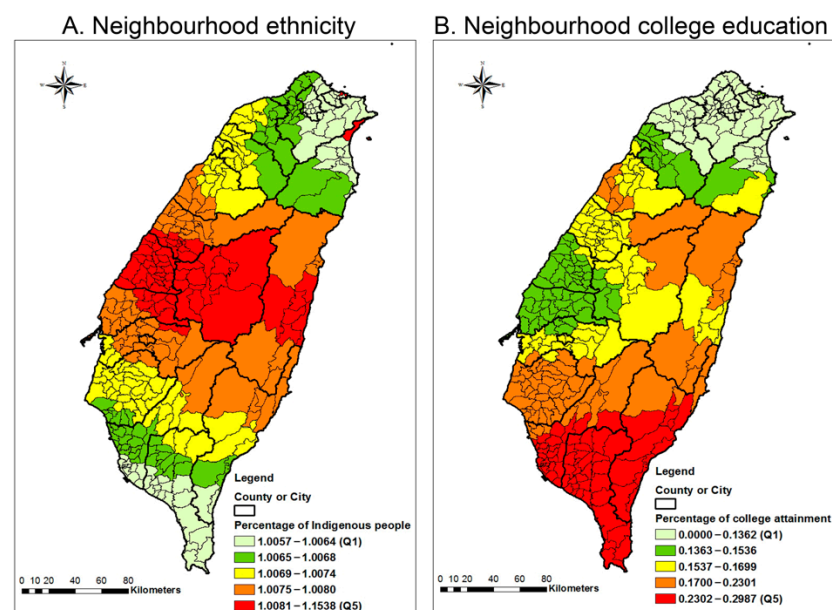 A. Neighbourhood ethnicity
B. Neighbourhood college education
N
W
E
S
N
W
E
S
Legend
County or City
Percentage of Indigenous people
1.0057 – 1.0064 (Q1)
1.0065 – 1.0068
1.0069 – 1.0074
1.0075 – 1.0080
1.0081 – 1.1538 (Q5)
0 10 20 40 60 80
Kilometers
Legend
County or City
Percentage of college attainment
0.0000 – 0.1362 (Q1)
0.1363 – 0.1536
0.1537 – 0.1699
0.1700 – 0.2301
0.2302 – 0.2987 (Q5)
0 10 20 40 60 80
Kilometers